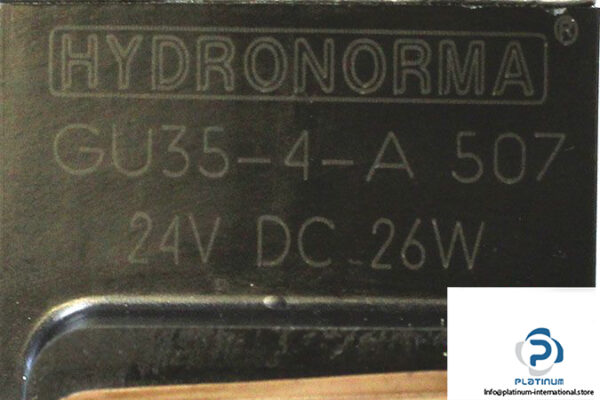 HYDRONORMA®
GU35-4-A 507
24V DC 26W
PLATINUM
Info@platinum-international.store